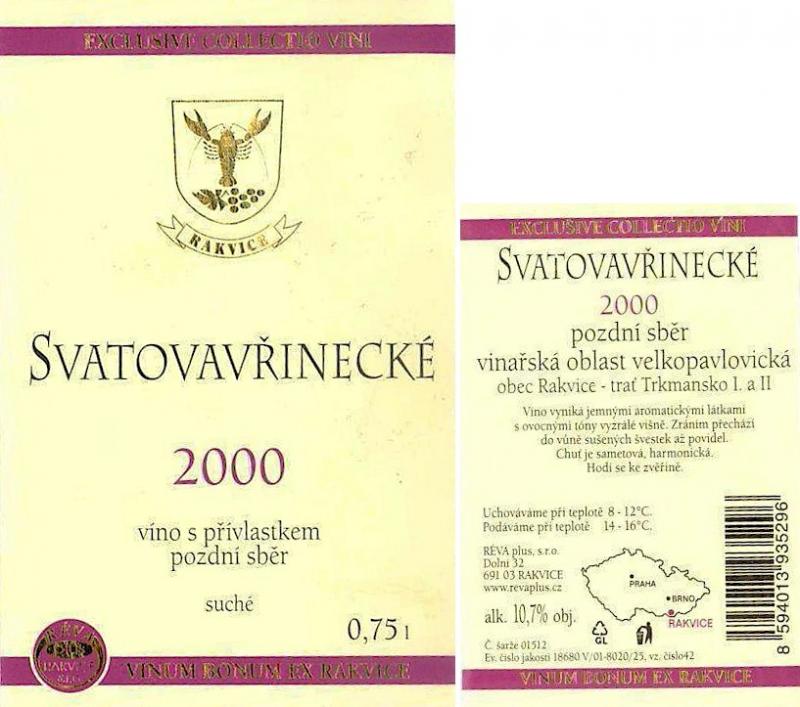 EXCLUSIVE COLLECTIO VINI
RAKVICE
SVATOVAVŘINECKÉ
2000
víno s přívlastkem
pozdní sběr
suché
0,75 l
RÉVA
PLUS
RAKVICE
s.r.o.
VINUM BONUM EX RAKVICE
EXCLUSIVE COLLECTIO VINI
SVATOVAVŘINECKÉ
2000
pozdní sběr
vinařská oblast velkopavlovická
obec Rakvice - trať Trkmansko I. a II
Víno vyniká jemnými aromatickými látkami
s ovocnými tóny vyzrálé višně. Zráním přechází
do vůně sušených švestek až povidel.
Chuť je sametová, harmonická.
Hodí se ke zvěřině.
Uchováváme při teplotě 8 - 12°C.
Podáváme při teplotě 14 - 16°C.
RÉVA plus, s.r.o.
Dolní 32
691 03 RAKVICE
www.revaplus.cz
alk. 10,7% obj.
PRAHA
BRNO
RAKVICE
GL
Č. šarže 01512
Ev. číslo jakosti 18680 V/01-8020/25, vz. číslo42
8 594013 935296
VINUM BONUM EX RAKVICE